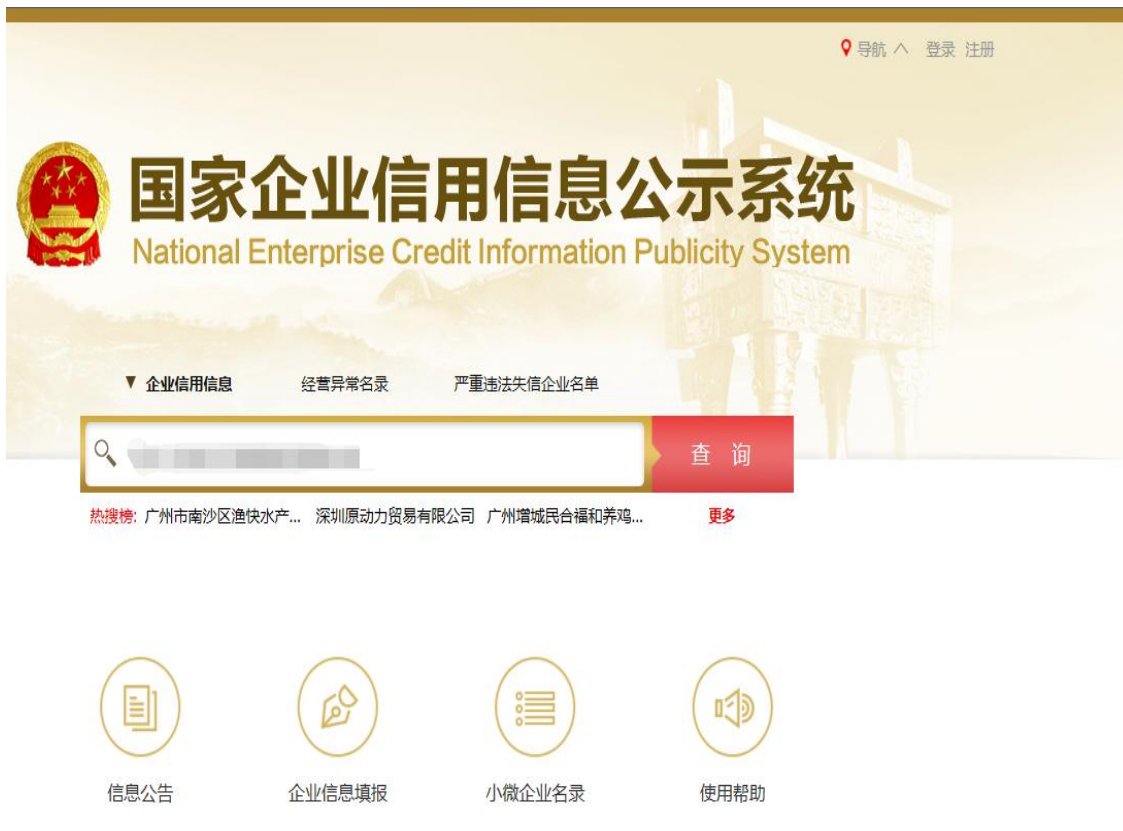 导航 ヘ 登录 注册
国家企业信用信息公示系统
National Enterprise Credit Information Publicity System
▼ 企业信用信息 经营异常名录 严重违法失信企业名单
查 询
热搜榜: 广州市南沙区渔快水产... 深圳原动力贸易有限公司 广州增城民合福和养鸡... 更多
信息公告 企业信息填报 小微企业名录 使用帮助